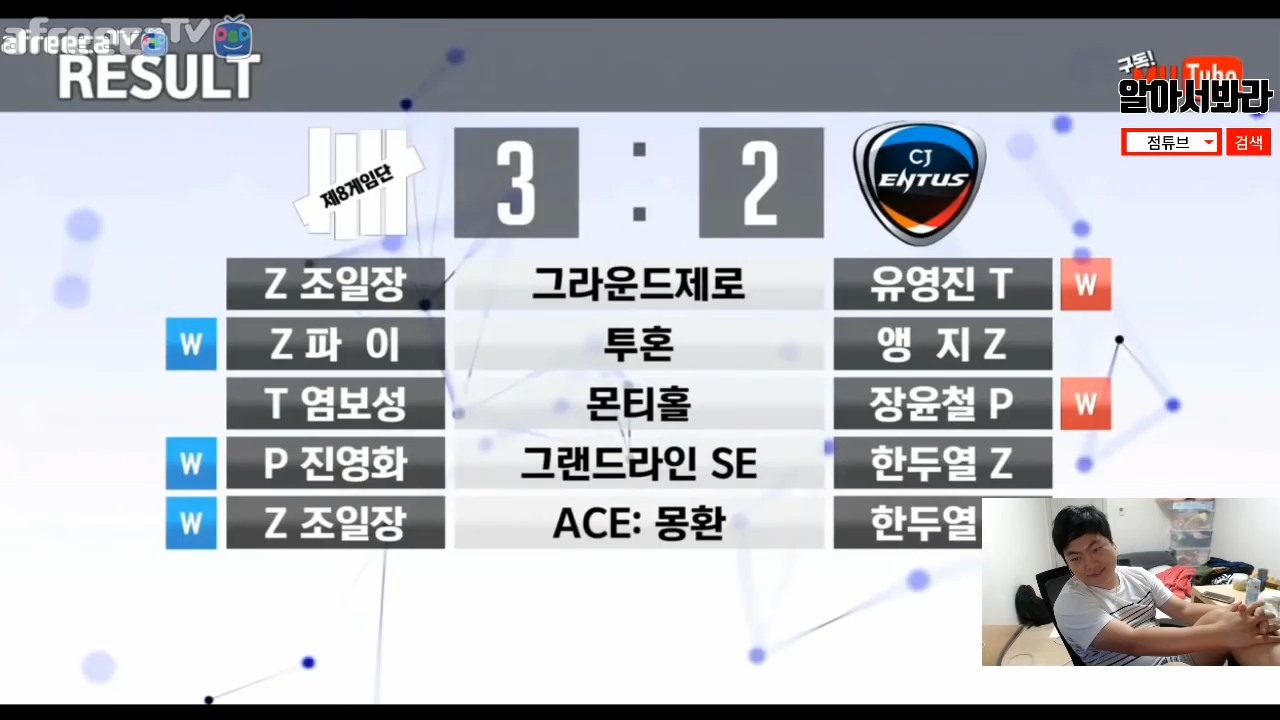 afreecaTV
afreecaTV
RESULT
구독!
Tube
알아서봐라
점튜브 검색
제8게임단
3 : 2
CJ
ENTUS
Z 조일장 그라운드제로 유영진 T W
W Z 파 이 투혼 앵 지 Z
T 염보성 몬티홀 장윤철 P W
W P 진영화 그랜드라인 SE 한두열 Z
W Z 조일장 ACE: 몽환 한두열